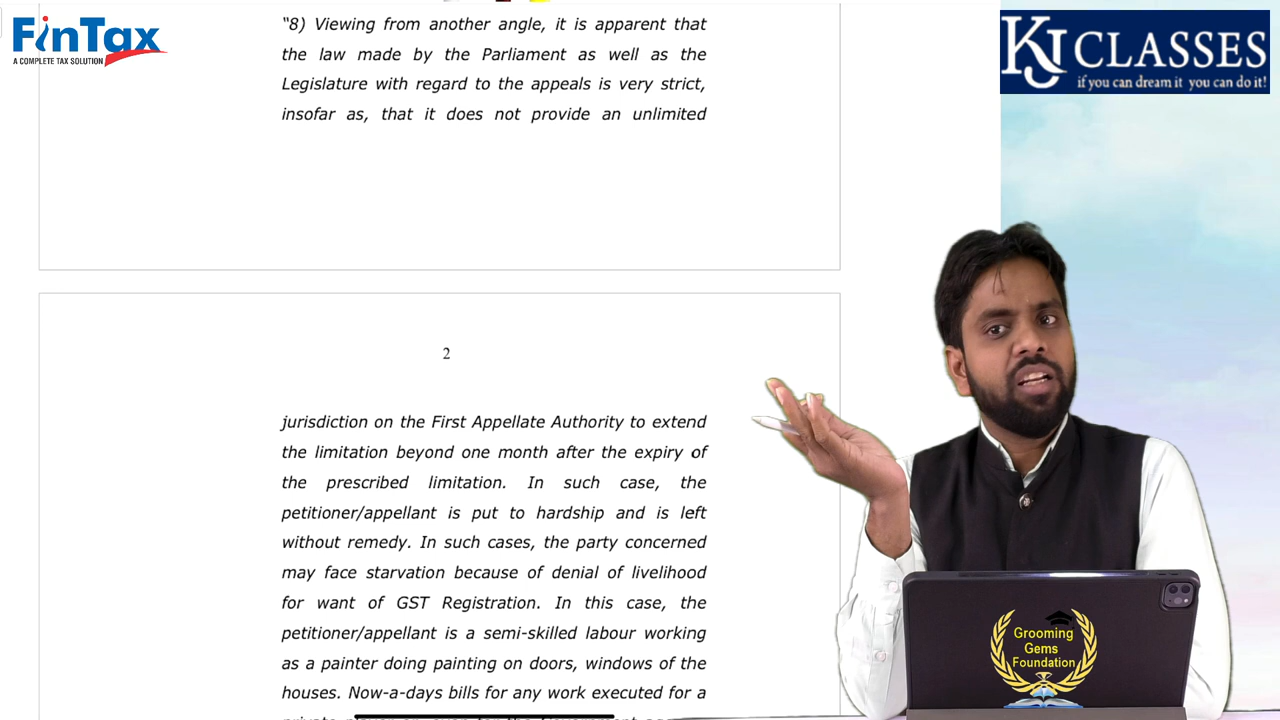 FinTax
A COMPLETE TAX SOLUTION
KJ CLASSES
if you can dream it you can do it!
“8) Viewing from another angle, it is apparent that
the law made by the Parliament as well as the
Legislature with regard to the appeals is very strict,
insofar as, that it does not provide an unlimited
2
jurisdiction on the First Appellate Authority to extend
the limitation beyond one month after the expiry of
the prescribed limitation. In such case, the
petitioner/appellant is put to hardship and is left
without remedy. In such cases, the party concerned
may face starvation because of denial of livelihood
for want of GST Registration. In this case, the
petitioner/appellant is a semi-skilled labour working
as a painter doing painting on doors, windows of the
houses. Now-a-days bills for any work executed for a
Grooming
Gems
Foundation